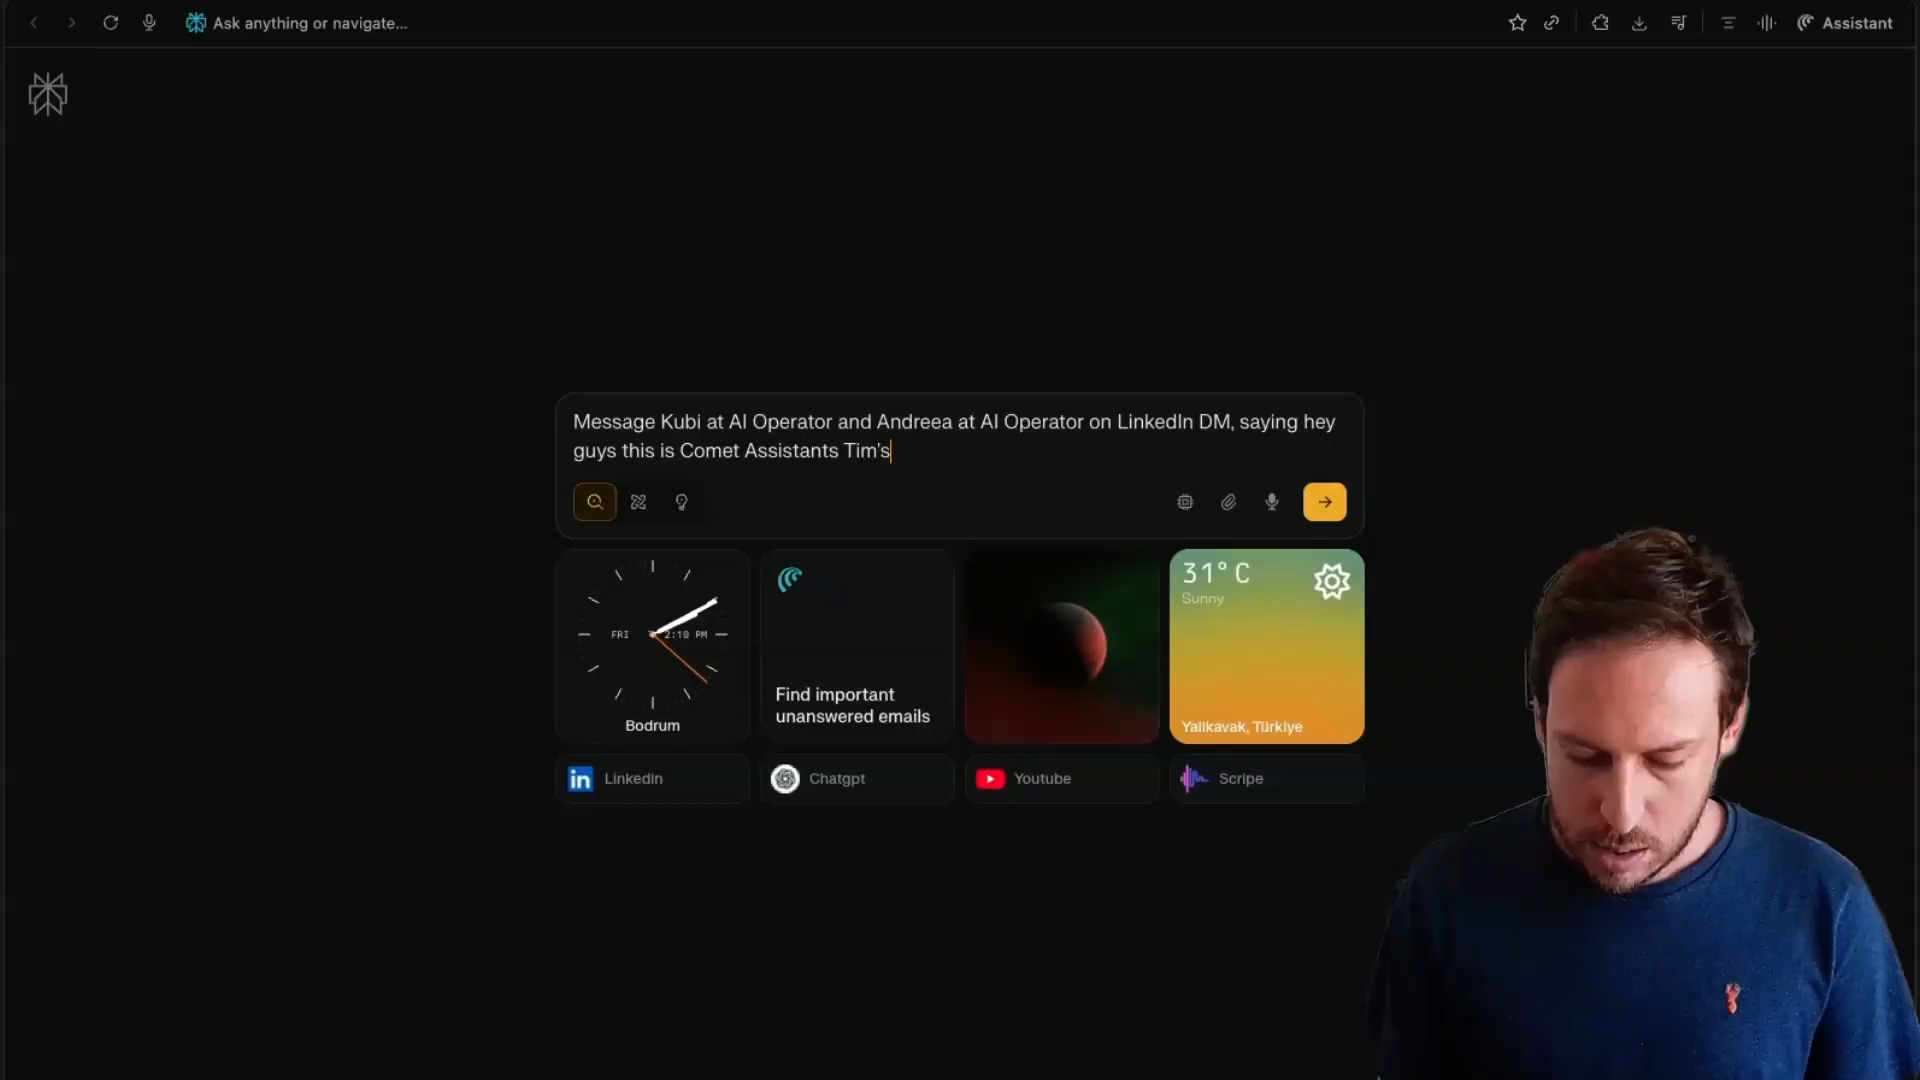 Ask anything or navigate...
Assistant
Message Kubi at AI Operator and Andreea at AI Operator on LinkedIn DM, saying hey
guys this is Comet Assistants Tim's
FRI
2:10 PM
Bodrum
Find important
unanswered emails
31° C
Sunny
Yalikavak, Türkiye
in
Linkedin
Chatgpt
Youtube
Scripe